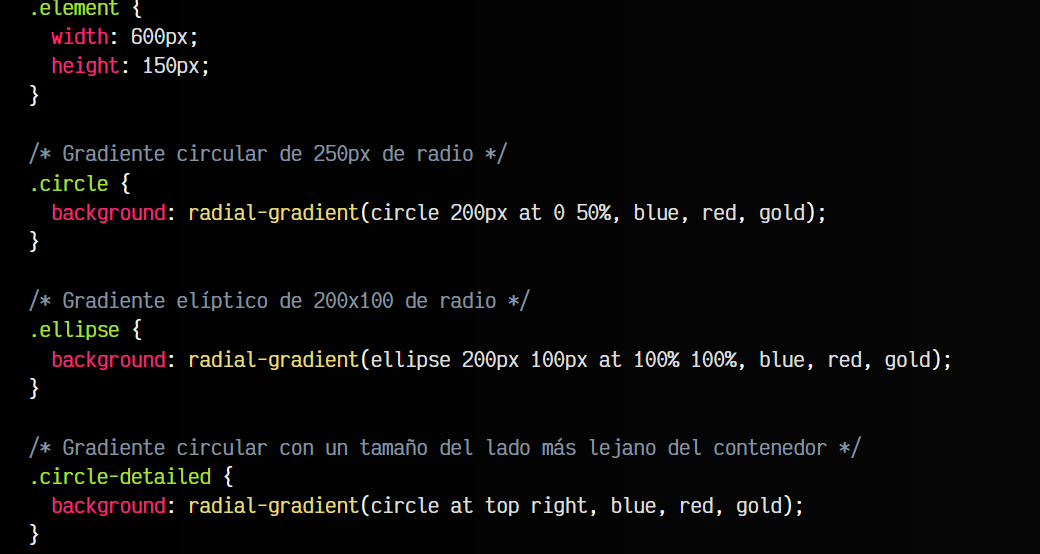 .element {
  width: 600px;
  height: 150px;
}
/* Gradiente circular de 250px de radio */
.circle {
  background: radial-gradient(circle 200px at 0 50%, blue, red, gold);
}
/* Gradiente elíptico de 200x100 de radio */
.ellipse {
  background: radial-gradient(ellipse 200px 100px at 100% 100%, blue, red, gold);
}
/* Gradiente circular con un tamaño del lado más lejano del contenedor */
.circle-detailed {
  background: radial-gradient(circle at top right, blue, red, gold);
}